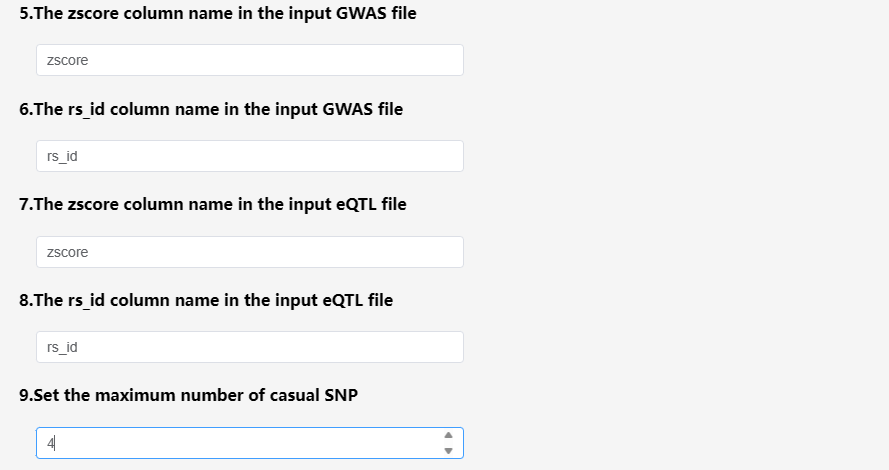 5.The zscore column name in the input GWAS file
zscore
6.The rs_id column name in the input GWAS file
rs_id
7.The zscore column name in the input eQTL file
zscore
8.The rs_id column name in the input eQTL file
rs_id
9.Set the maximum number of casual SNP
4